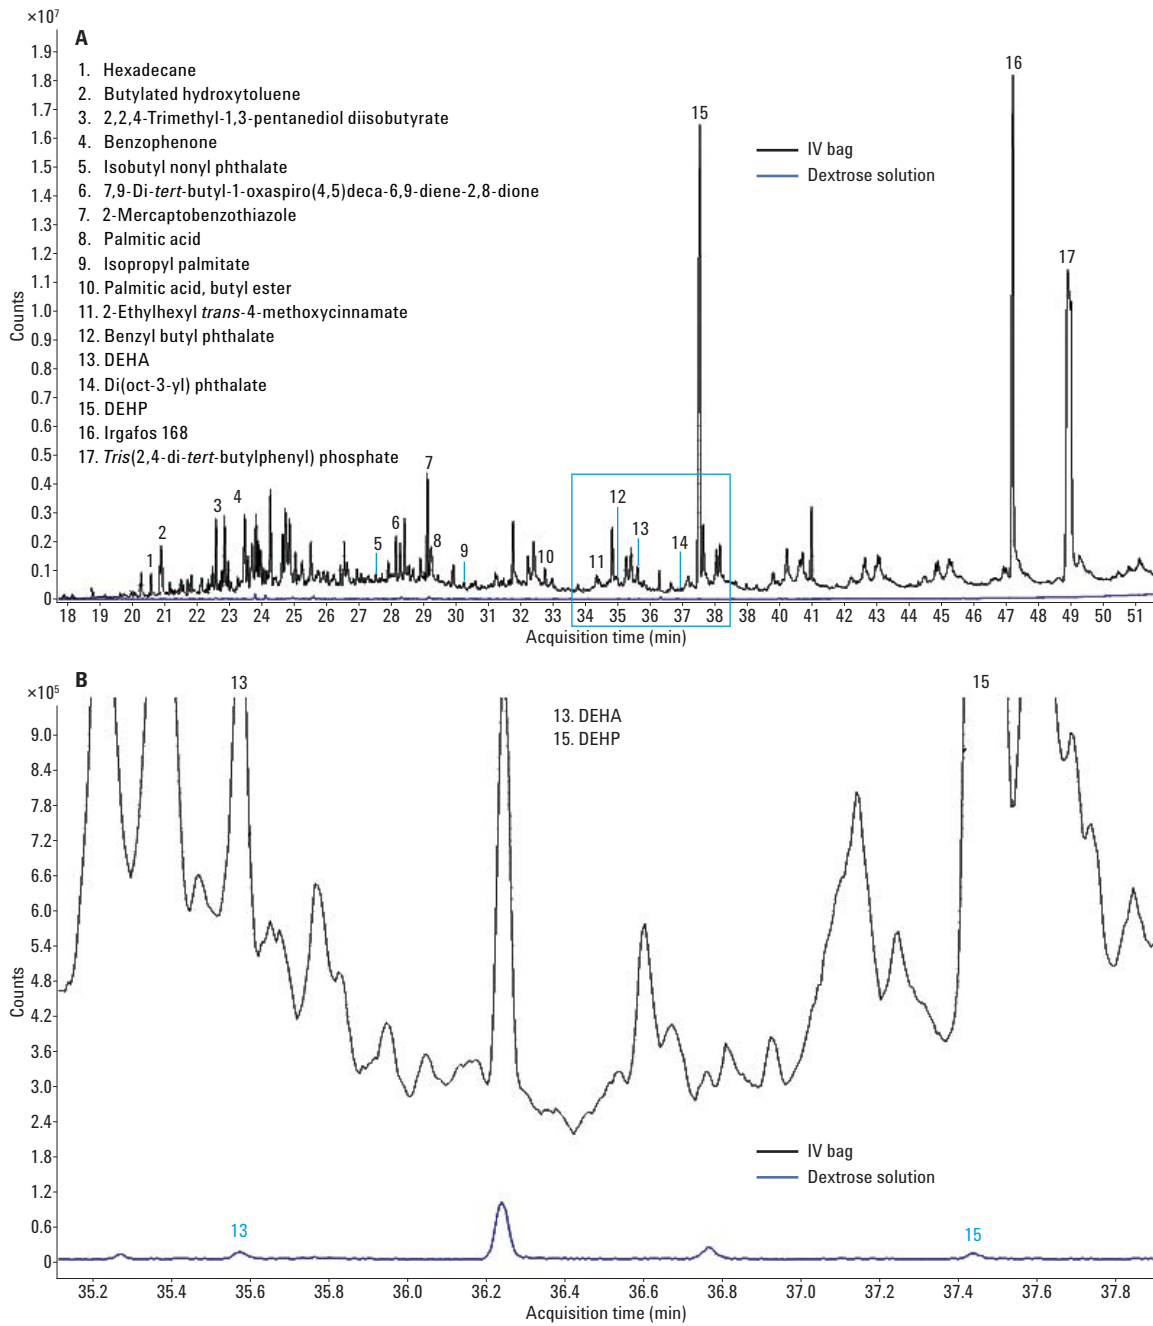 ×10⁷
A
1.9
1.8
1.7
1.6
1.5
1.4
1.3
1.2
1.1
1.0
0.9
0.8
0.7
0.6
0.5
0.4
0.3
0.2
0.1
0
Counts
1. Hexadecane
2. Butylated hydroxytoluene
3. 2,2,4-Trimethyl-1,3-pentanediol diisobutyrate
4. Benzophenone
5. Isobutyl nonyl phthalate
6. 7,9-Di-tert-butyl-1-oxaspiro(4,5)deca-6,9-diene-2,8-dione
7. 2-Mercaptobenzothiazole
8. Palmitic acid
9. Isopropyl palmitate
10. Palmitic acid, butyl ester
11. 2-Ethylhexyl trans-4-methoxycinnamate
12. Benzyl butyl phthalate
13. DEHA
14. Di(oct-3-yl) phthalate
15. DEHP
16. Irgafos 168
17. Tris(2,4-di-tert-butylphenyl) phosphate
IV bag
Dextrose solution
1 2 3 4 5 6 7 8 9 10 11 12 13 14 15 16 17
18 19 20 21 22 23 24 25 26 27 28 29 30 31 32 33 34 35 36 37 38 39 40 41 42 43 44 45 46 47 48 49 50 51
Acquisition time (min)
B
×10⁵
9.0
8.4
7.8
7.2
6.6
6.0
5.4
4.8
4.2
3.6
3.0
2.4
1.8
1.2
0.6
0
Counts
13
15
13. DEHA
15. DEHP
IV bag
Dextrose solution
13
15
35.2 35.4 35.6 35.8 36.0 36.2 36.4 36.6 36.8 37.0 37.2 37.4 37.6 37.8
Acquisition time (min)